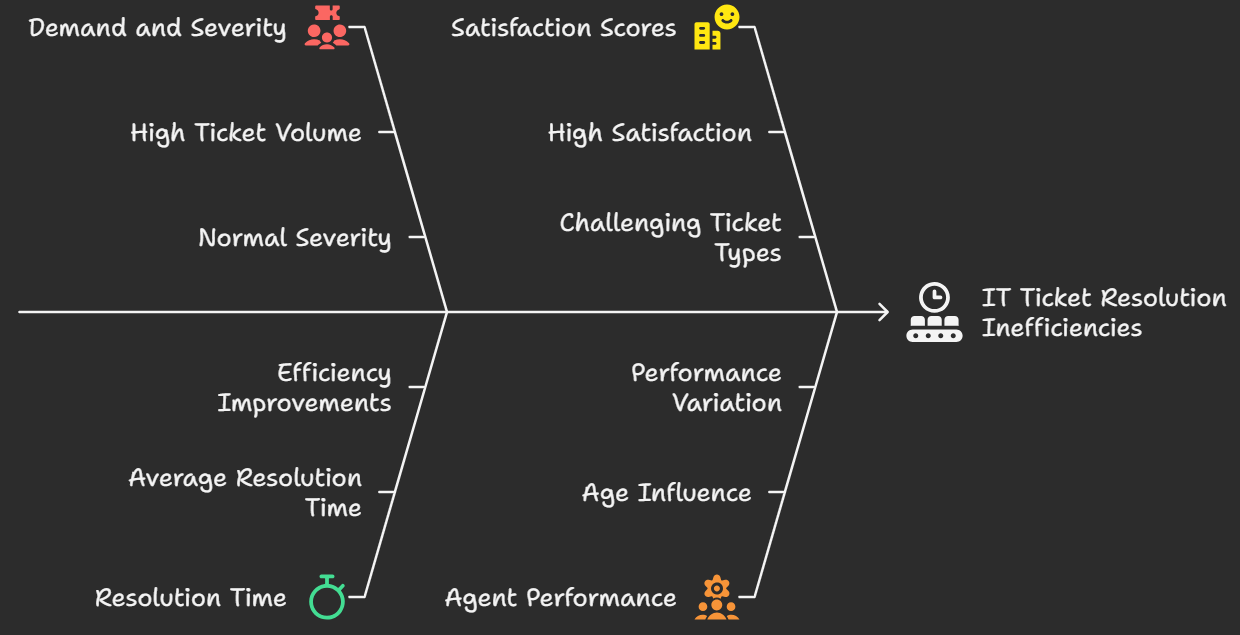 Demand and Severity
High Ticket Volume
Normal Severity
Satisfaction Scores
High Satisfaction
Challenging Ticket
Types
IT Ticket Resolution
Inefficiencies
Efficiency
Improvements
Average Resolution
Time
Resolution Time
Performance
Variation
Age Influence
Agent Performance